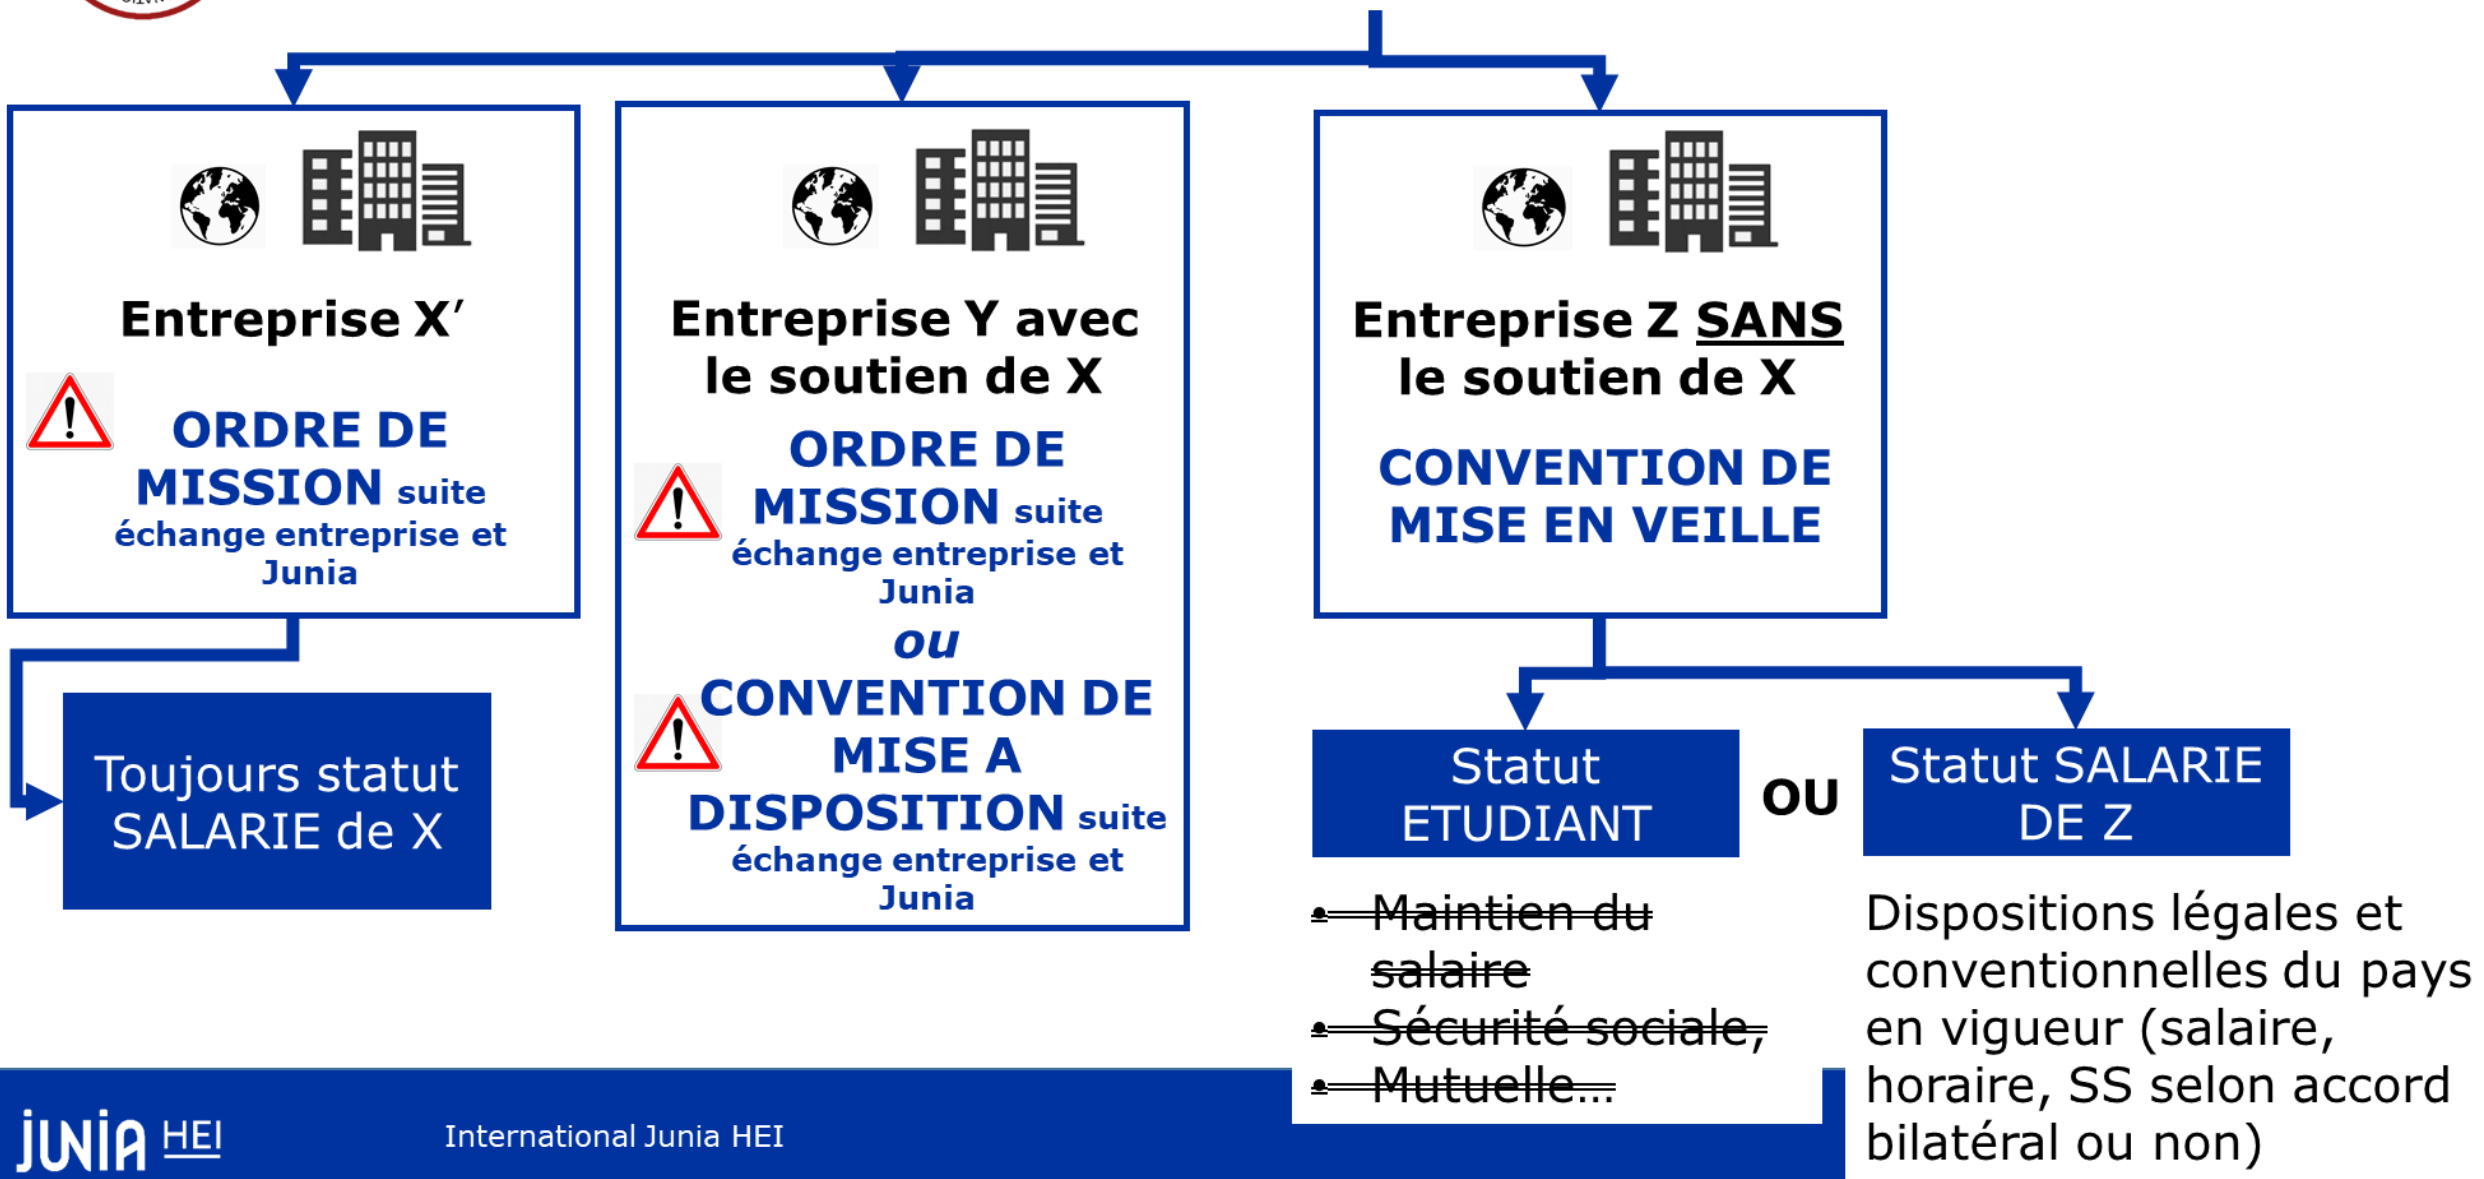 Entreprise X’
ORDRE DE
MISSION suite
échange entreprise et
Junia
Toujours statut
SALARIE de X
Entreprise Y avec
le soutien de X
ORDRE DE
MISSION suite
échange entreprise et
Junia
ou
CONVENTION DE
MISE A
DISPOSITION suite
échange entreprise et
Junia
Entreprise Z SANS
le soutien de X
CONVENTION DE
MISE EN VEILLE
Statut
ETUDIANT
OU
Statut SALARIE
DE Z
• Maintien du
salaire
• Sécurité sociale,
• Mutuelle...
Dispositions légales et
conventionnelles du pays
en vigueur (salaire,
horaire, SS selon accord
bilatéral ou non)
JUNIA HEI
International Junia HEI